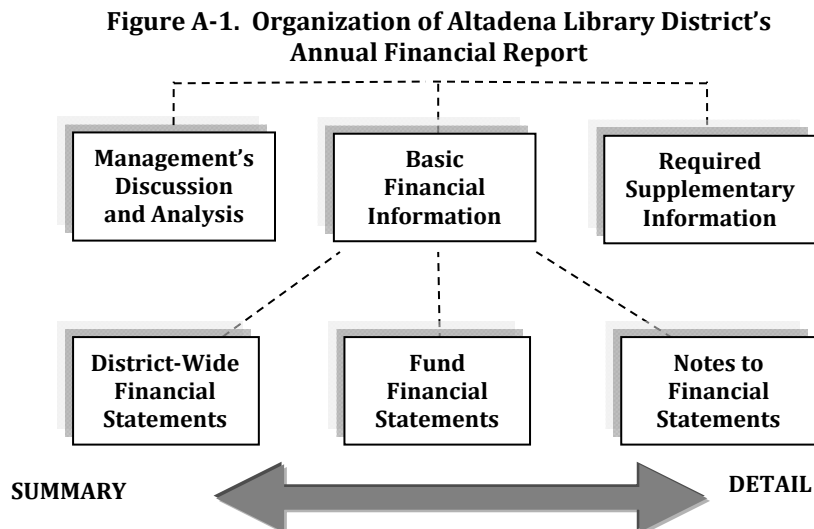 Figure A-1. Organization of Altadena Library District’s
Annual Financial Report
Management’s
Discussion
and Analysis
Basic
Financial
Information
Required
Supplementary
Information
District-Wide
Financial
Statements
Fund
Financial
Statements
Notes to
Financial
Statements
SUMMARY
DETAIL